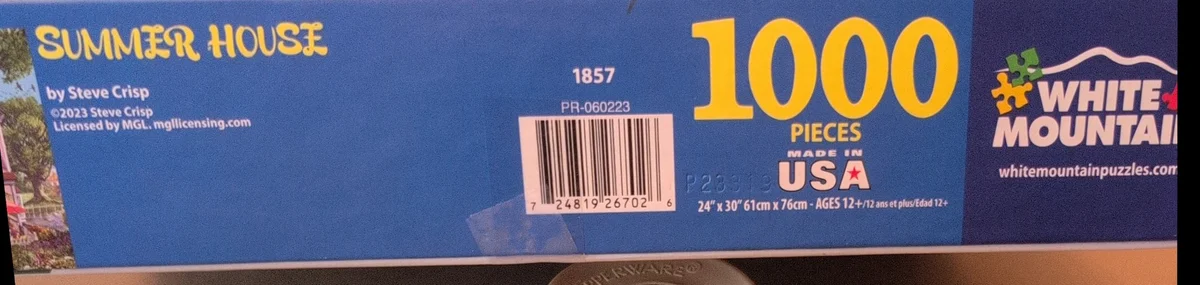 SUMMER HOUSE
by Steve Crisp
©2023 Steve Crisp
Licensed by MGL. mgllicensing.com
1857
PR-060223
7 24819 26702 6
1000
PIECES
MADE IN
USA
24" x 30" 61cm x 76cm - AGES 12+/12 ans et plus/Edad 12+
WHITE
MOUNTAI
whitemountainpuzzles.com
PERWARE®